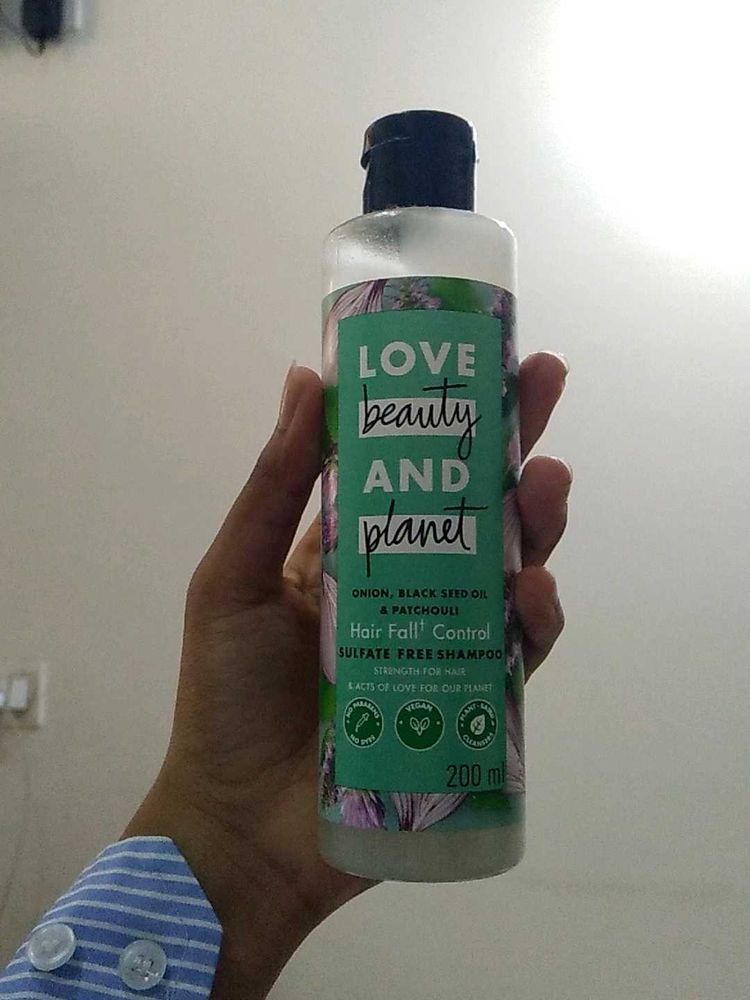 LOVE
beauty
AND
planet
ONION, BLACK SEED OIL
& PATCHOULI
Hair Fall† Control
SULFATE FREE SHAMPOO
STRENGTH FOR HAIR
& ACTS OF LOVE FOR OUR PLANET
NO PARABENS
NO DYES
VEGAN
PLANT-BASED
CLEANSERS
200 ml